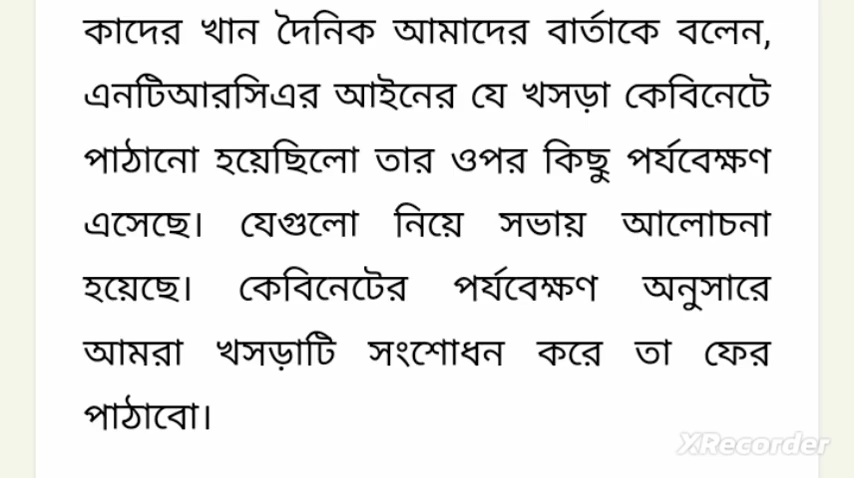 কাদের খান দৈনিক আমাদের বার্তাকে বলেন,
এনটিআরসিএর আইনের যে খসড়া কেবিনেটে
পাঠানো হয়েছিলো তার ওপর কিছু পর্যবেক্ষণ
এসেছে। যেগুলো নিয়ে সভায় আলোচনা
হয়েছে। কেবিনেটের পর্যবেক্ষণ অনুসারে
আমরা খসড়াটি সংশোধন করে তা ফের
পাঠাবো।
XRecorder